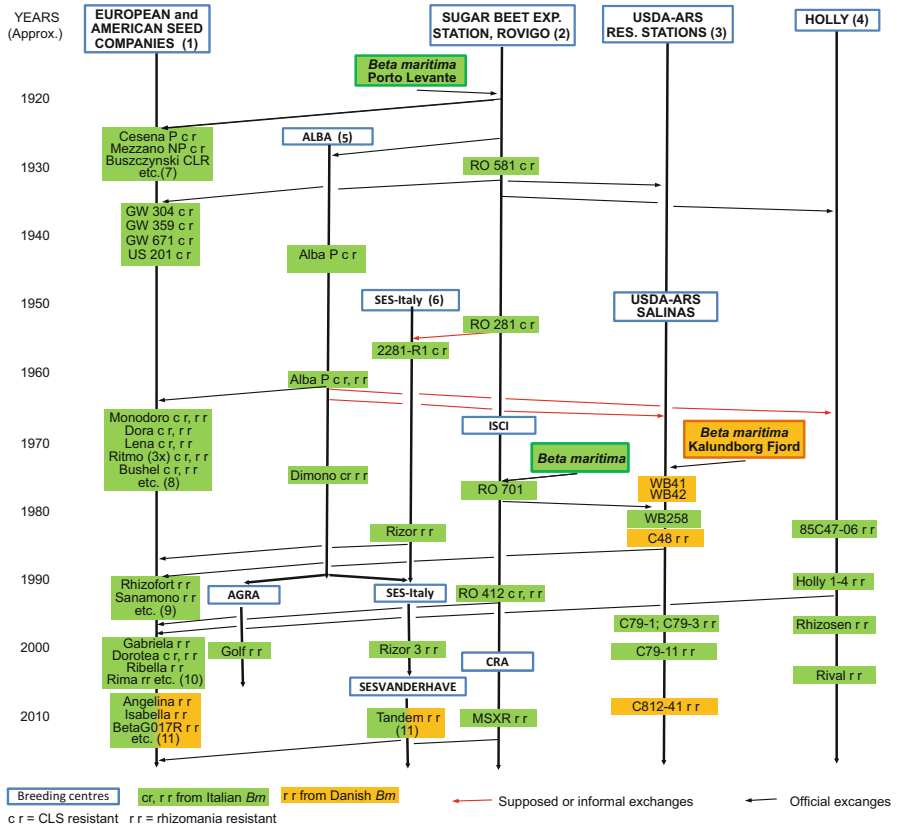 YEARS
(Approx.)
EUROPEAN and
AMERICAN SEED
COMPANIES (1)
SUGAR BEET EXP.
STATION, ROVIGO (2)
USDA-ARS
RES. STATIONS (3)
HOLLY (4)
Beta maritima
Porto Levante
1920
Cesena P c r
Mezzano NP c r
Buszczynski CLR
etc.(7)
ALBA (5)
1930
RO 581 c r
GW 304 c r
GW 359 c r
GW 671 c r
US 201 c r
1940
Alba P c r
1950
SES-Italy (6)
USDA-ARS
SALINAS
RO 281 c r
2281-R1 c r
1960
Alba P c r, r r
Monodoro c r, r r
Dora c r, r r
Lena c r, r r
Ritmo (3x) c r, r r
Bushel c r, r r
etc. (8)
ISCI
1970
Beta maritima
Beta maritima
Kalundborg Fjord
Dimono cr r r
RO 701
WB41
WB42
1980
WB258
C48 r r
Rizor r r
85C47-06 r r
1990
Rhizofort r r
Sanamono r r
etc. (9)
AGRA
SES-Italy
RO 412 c r, r r
Holly 1-4 r r
C79-1; C79-3 r r
Rhizosen r r
2000
Gabriela r r
Dorotea c r, r r
Ribella r r
Rima rr etc. (10)
Golf r r
Rizor 3 r r
CRA
C79-11 r r
SESVANDERHAVE
Rival r r
2010
Angelina r r
Isabella r r
BetaG017R r r
etc. (11)
Tandem r r
(11)
MSXR r r
C812-41 r r
Breeding centres
cr, r r from Italian Bm
r r from Danish Bm
Supposed or informal exchanges
Official excanges
c r = CLS resistant r r = rhizomania resistant